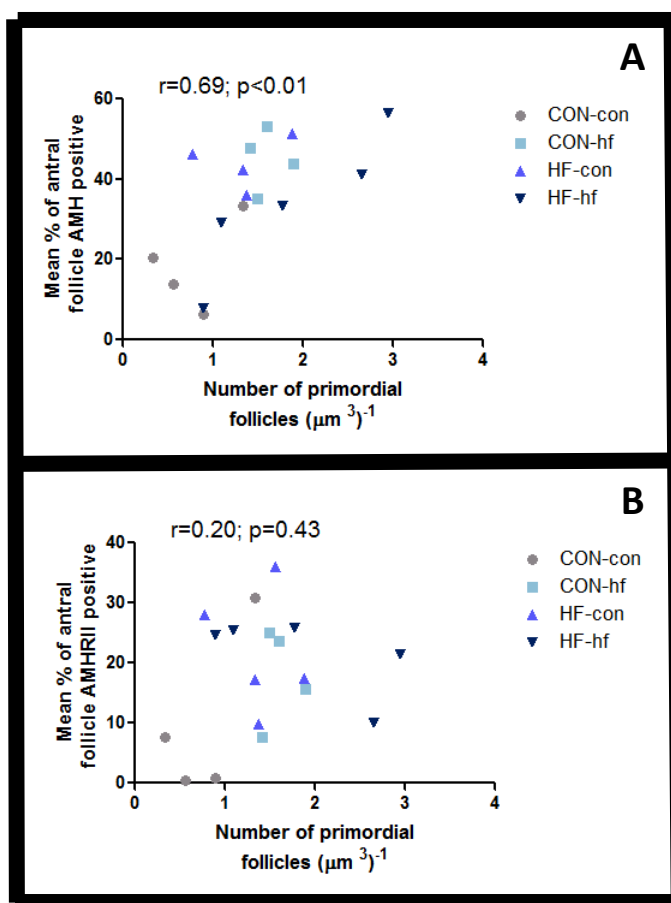 A
r=0.69; p<0.01
60
40
20
0
Mean % of antral
follicle AMH positive
CON-con
CON-hf
HF-con
HF-hf
0 1 2 3 4
Number of primordial
follicles (μm ³)⁻¹
B
r=0.20; p=0.43
40
30
20
10
0
Mean % of antral
follicle AMHRII positive
CON-con
CON-hf
HF-con
HF-hf
0 1 2 3 4
Number of primordial
follicles (μm ³)⁻¹